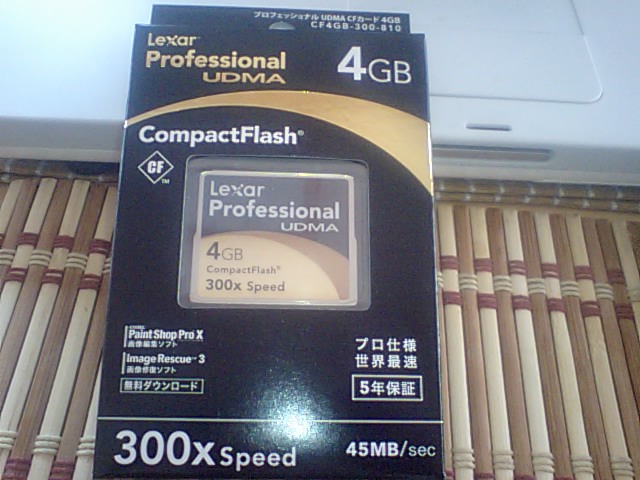 プロフェッショナル UDMA CFカード 4GB
CF4GB-300-810
Lexar
Professional
UDMA
4GB
CompactFlash®
CF
TM
Lexar
Professional
UDMA
4GB
CompactFlash®
300x Speed
Paint Shop Pro X
画像編集ソフト
Image Rescue™ 3
画像修復ソフト
無料ダウンロード
プロ仕様
世界最速
5年保証
300x Speed
45MB/sec